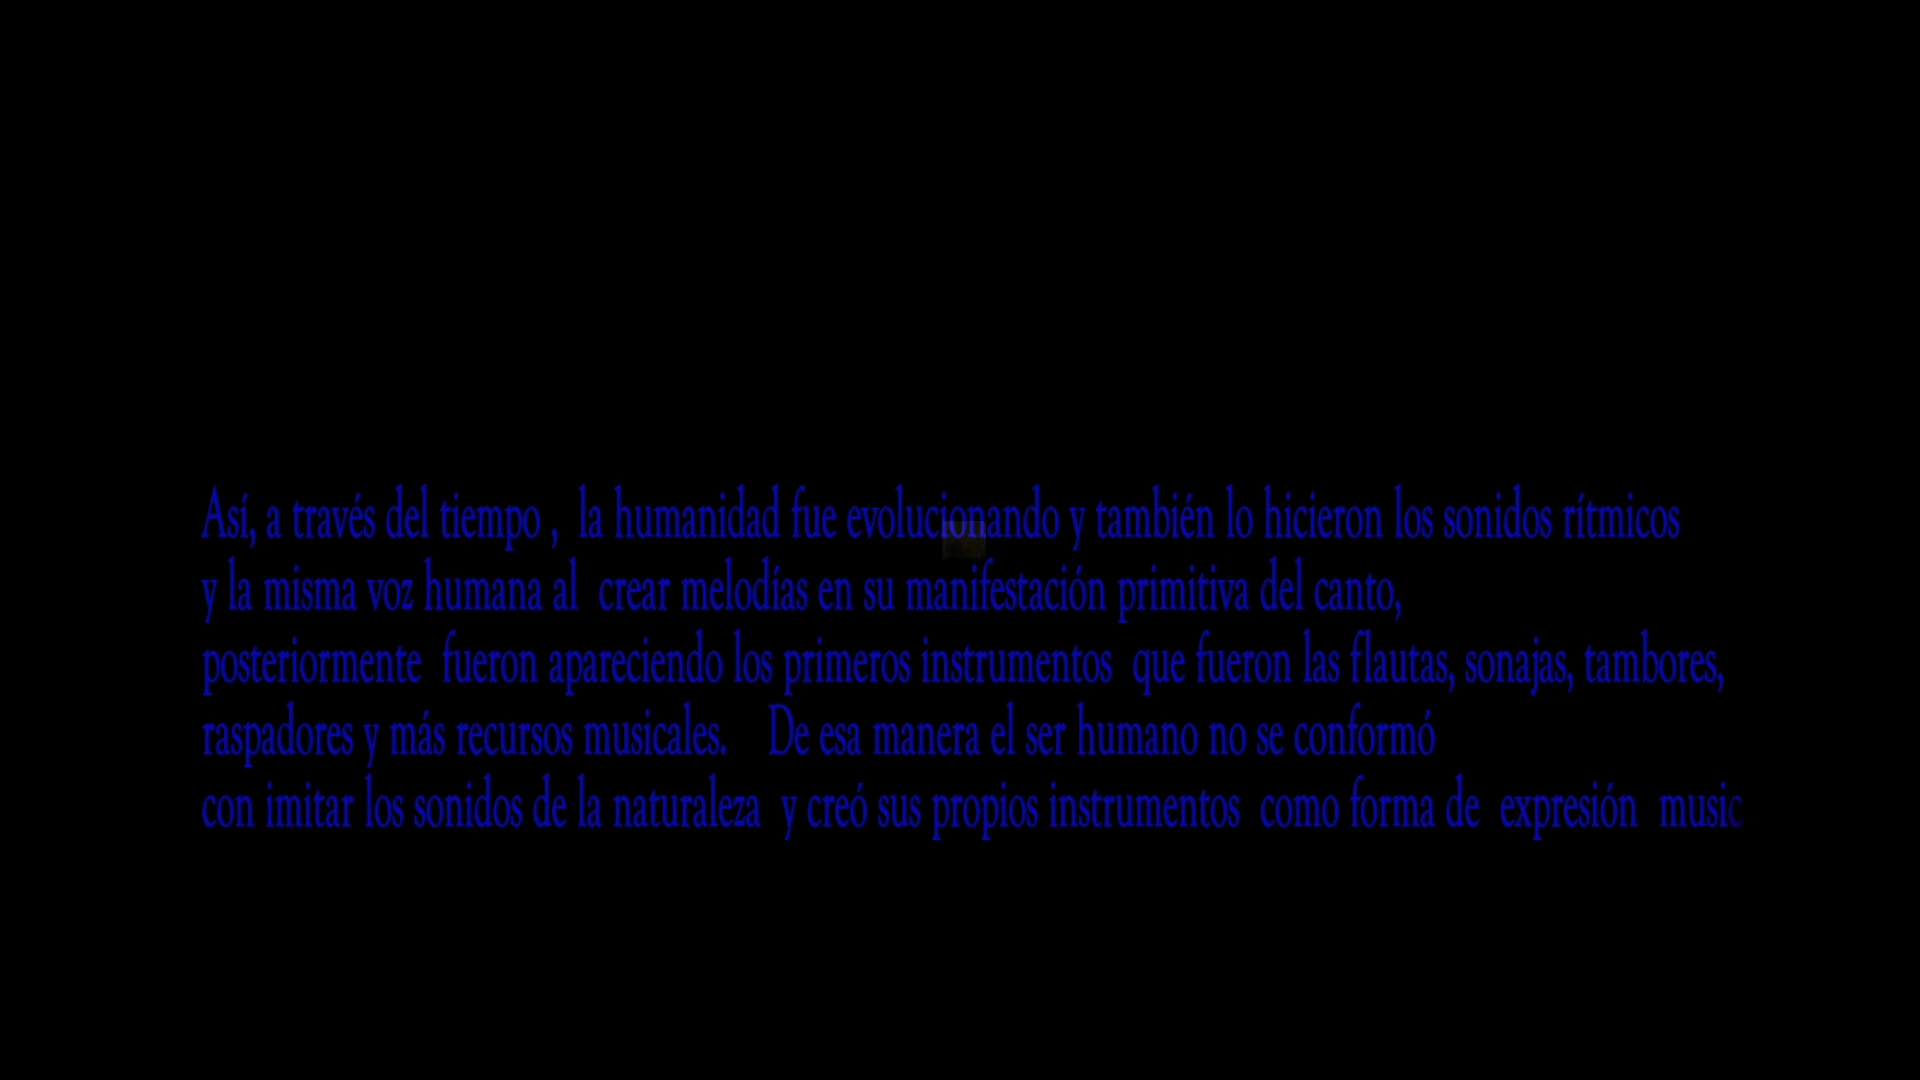 Así, a través del tiempo ,  la humanidad fue evolucionando y también lo hicieron los sonidos rítmicos
y la misma voz humana al  crear melodías en su manifestación primitiva del canto,
posteriormente  fueron apareciendo los primeros instrumentos  que fueron las flautas, sonajas, tambores,
raspadores y más recursos musicales.    De esa manera el ser humano no se conformó
con imitar los sonidos de la naturaleza  y creó sus propios instrumentos  como forma de  expresión  music